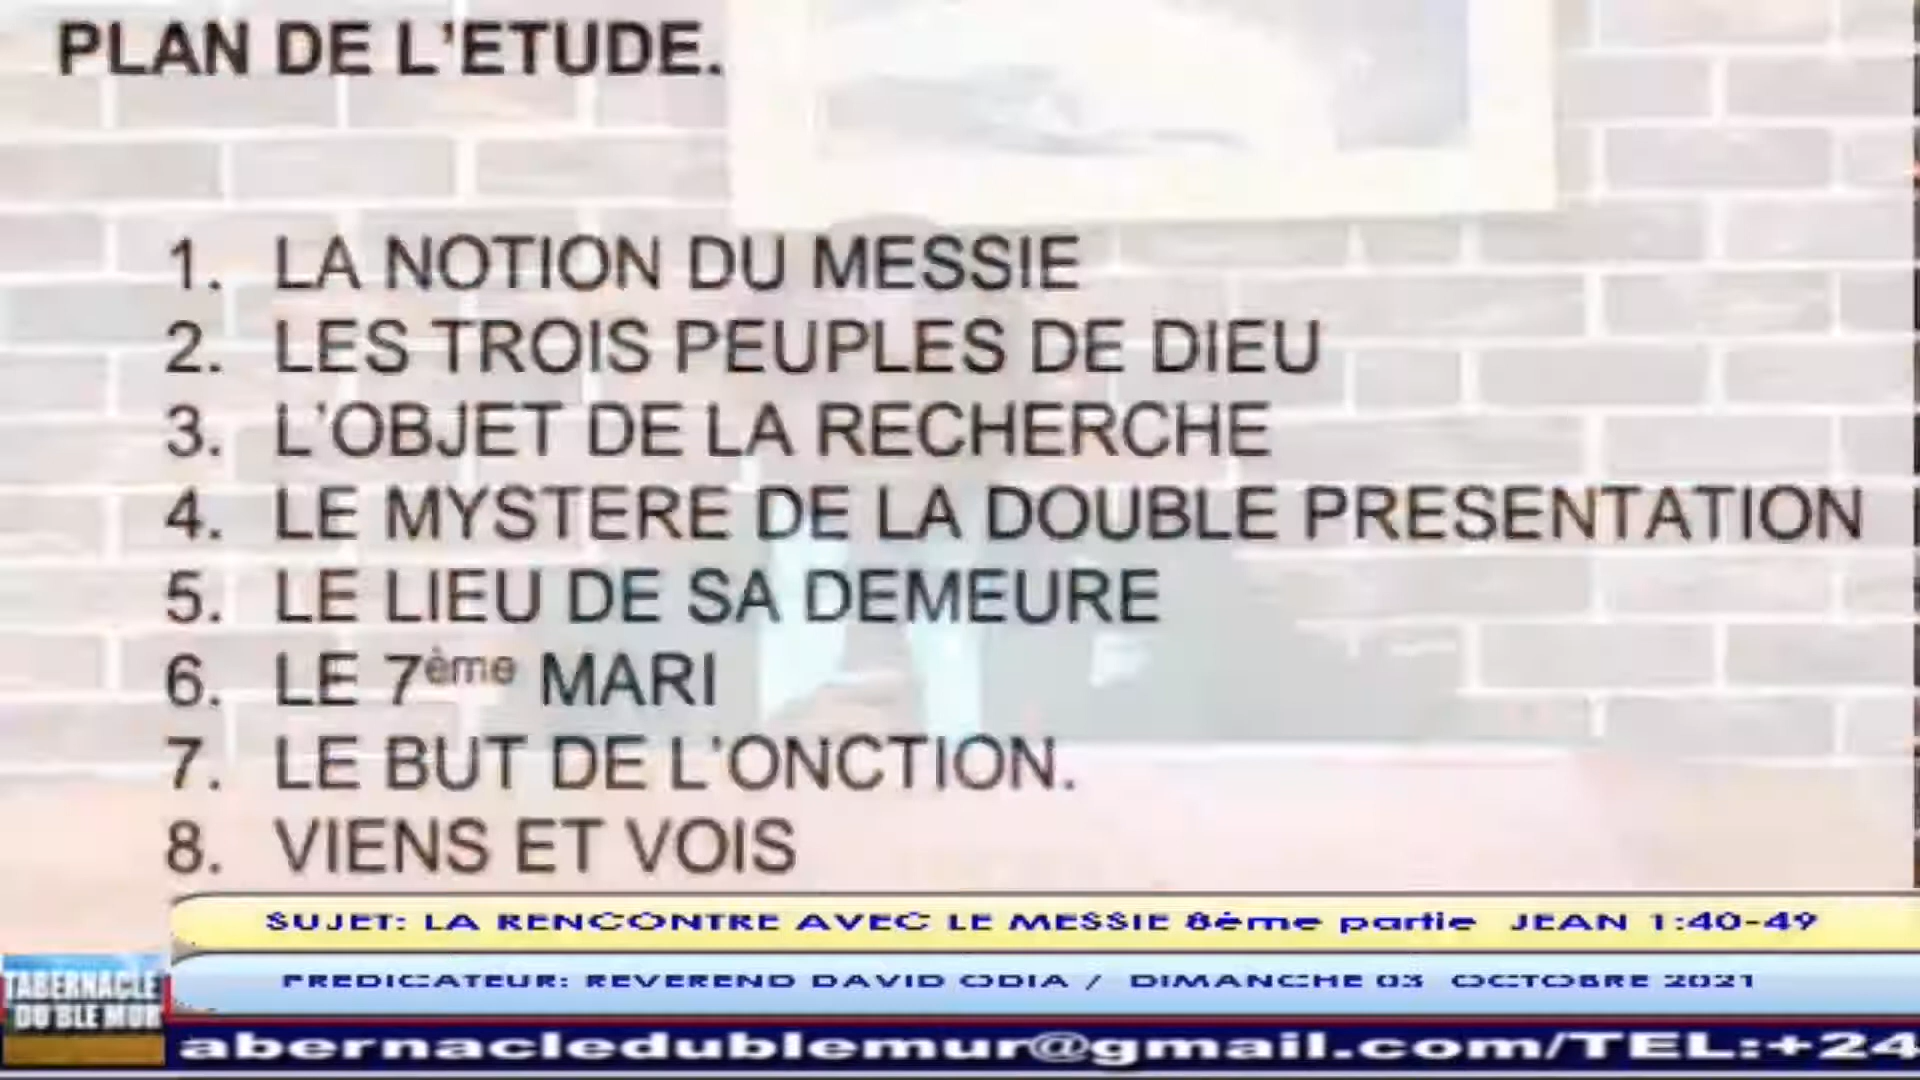 PLAN DE L'ETUDE.
1. LA NOTION DU MESSIE
2. LES TROIS PEUPLES DE DIEU
3. L'OBJET DE LA RECHERCHE
4. LE MYSTERE DE LA DOUBLE PRESENTATION
5. LE LIEU DE SA DEMEURE
6. LE 7ème MARI
7. LE BUT DE L'ONCTION.
8. VIENS ET VOIS
SUJET: LA RENCONTRE AVEC LE MESSIE 8ème partie JEAN 1:40-49
PREDICATEUR: REVEREND DAVID ODIA / DIMANCHE 03 OCTOBRE 2021
TABERNACLE
DU BLE MUR
abernacledublemur@gmail.com/TEL:+24